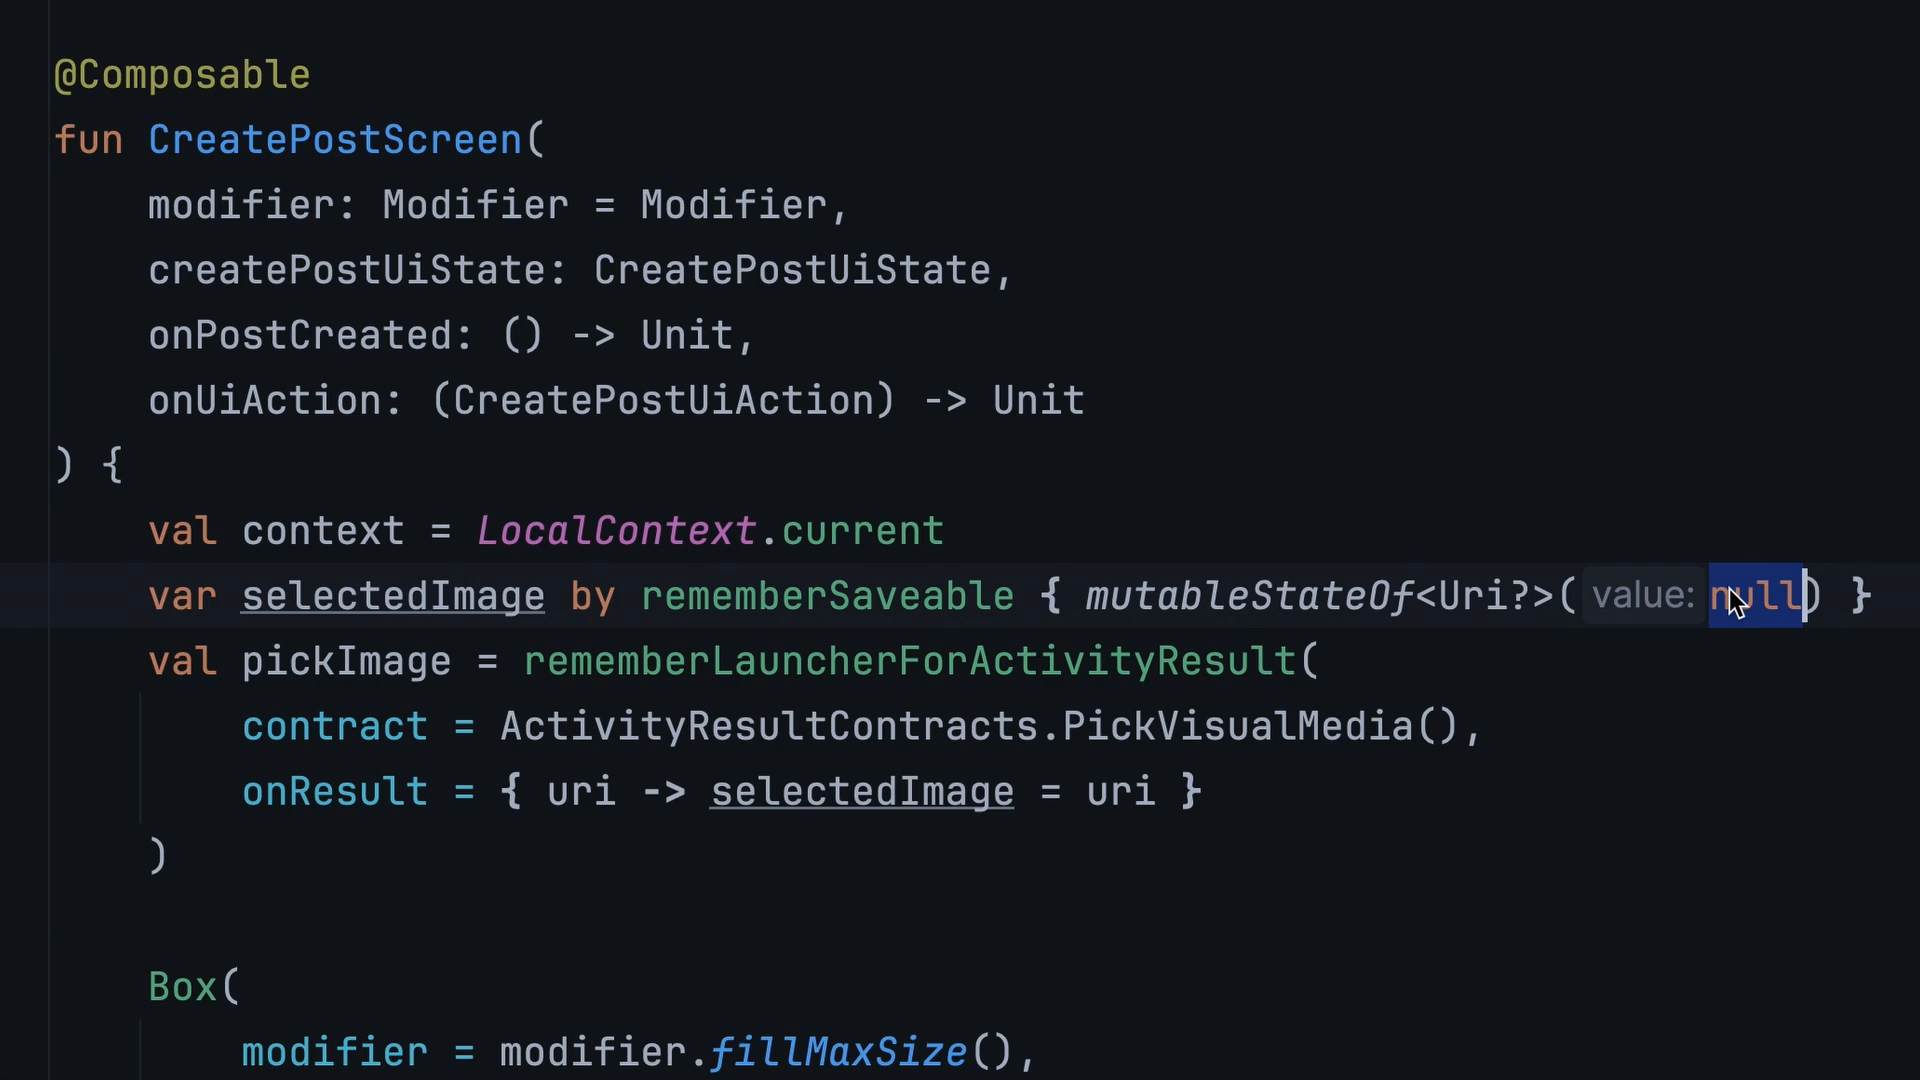 @Composable
fun CreatePostScreen(
    modifier: Modifier = Modifier,
    createPostUiState: CreatePostUiState,
    onPostCreated: () -> Unit,
    onUiAction: (CreatePostUiAction) -> Unit
) {
    val context = LocalContext.current
    var selectedImage by rememberSaveable { mutableStateOf<Uri?>( value: null) }
    val pickImage = rememberLauncherForActivityResult(
        contract = ActivityResultContracts.PickVisualMedia(),
        onResult = { uri -> selectedImage = uri }
    )
    Box(
        modifier = modifier.fillMaxSize(),